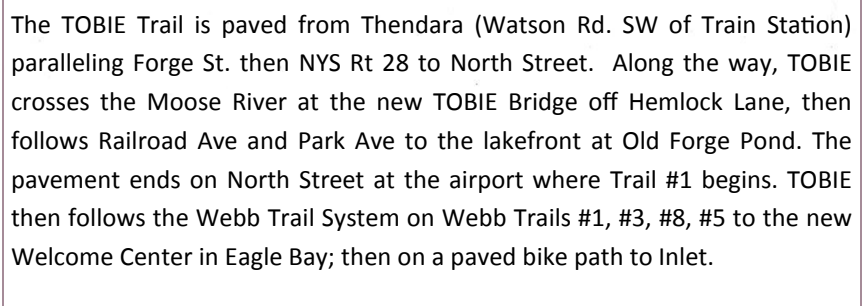 The TOBIE Trail is paved from Thendara (Watson Rd. SW of Train Station)
paralleling Forge St. then NYS Rt 28 to North Street.  Along the way, TOBIE
crosses the Moose River at the new TOBIE Bridge off Hemlock Lane, then
follows Railroad Ave and Park Ave to the lakefront at Old Forge Pond. The
pavement ends on North Street at the airport where Trail #1 begins. TOBIE
then follows the Webb Trail System on Webb Trails #1, #3, #8, #5 to the new
Welcome Center in Eagle Bay; then on a paved bike path to Inlet.